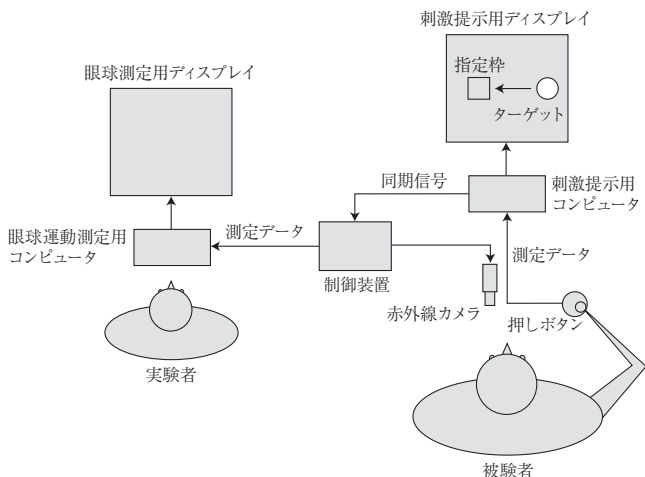 刺激提示用ディスプレイ
指定枠
ターゲット
眼球測定用ディスプレイ
同期信号
刺激提示用
コンピュータ
眼球運動測定用
コンピュータ
測定データ
測定データ
制御装置
赤外線カメラ
押しボタン
実験者
被験者